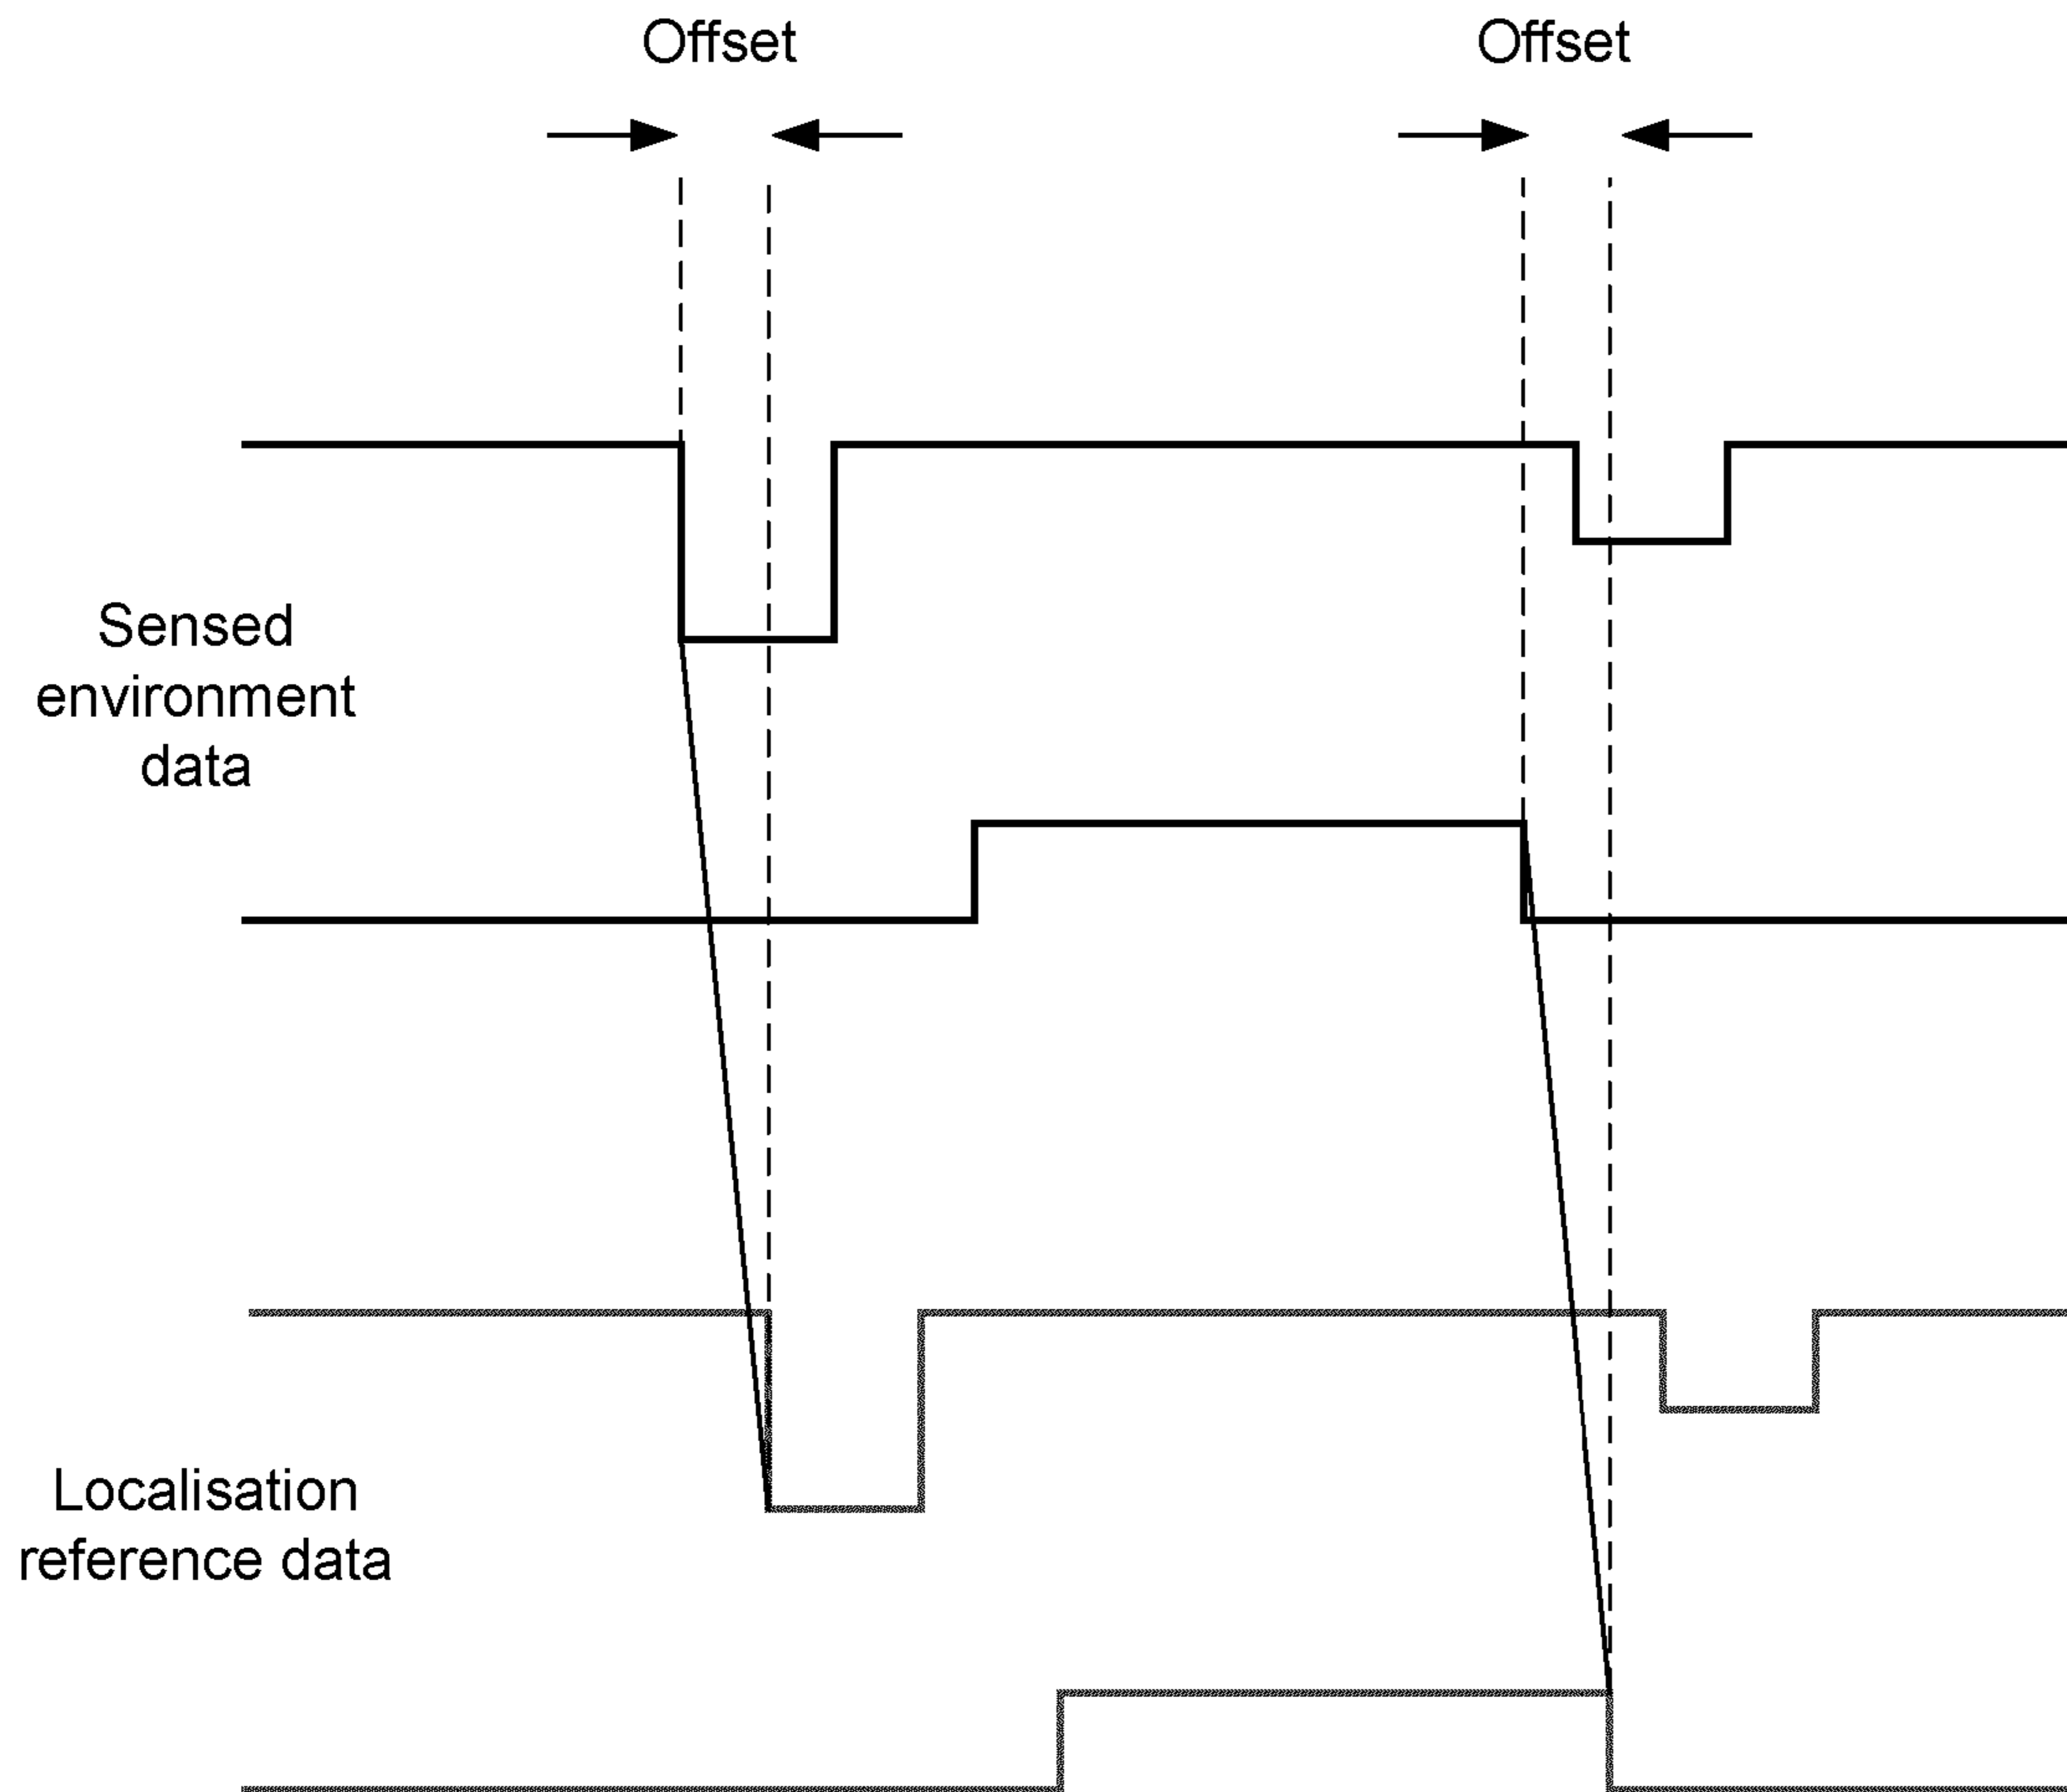 Offset
Offset
Sensed
environment
data
Localisation
reference data